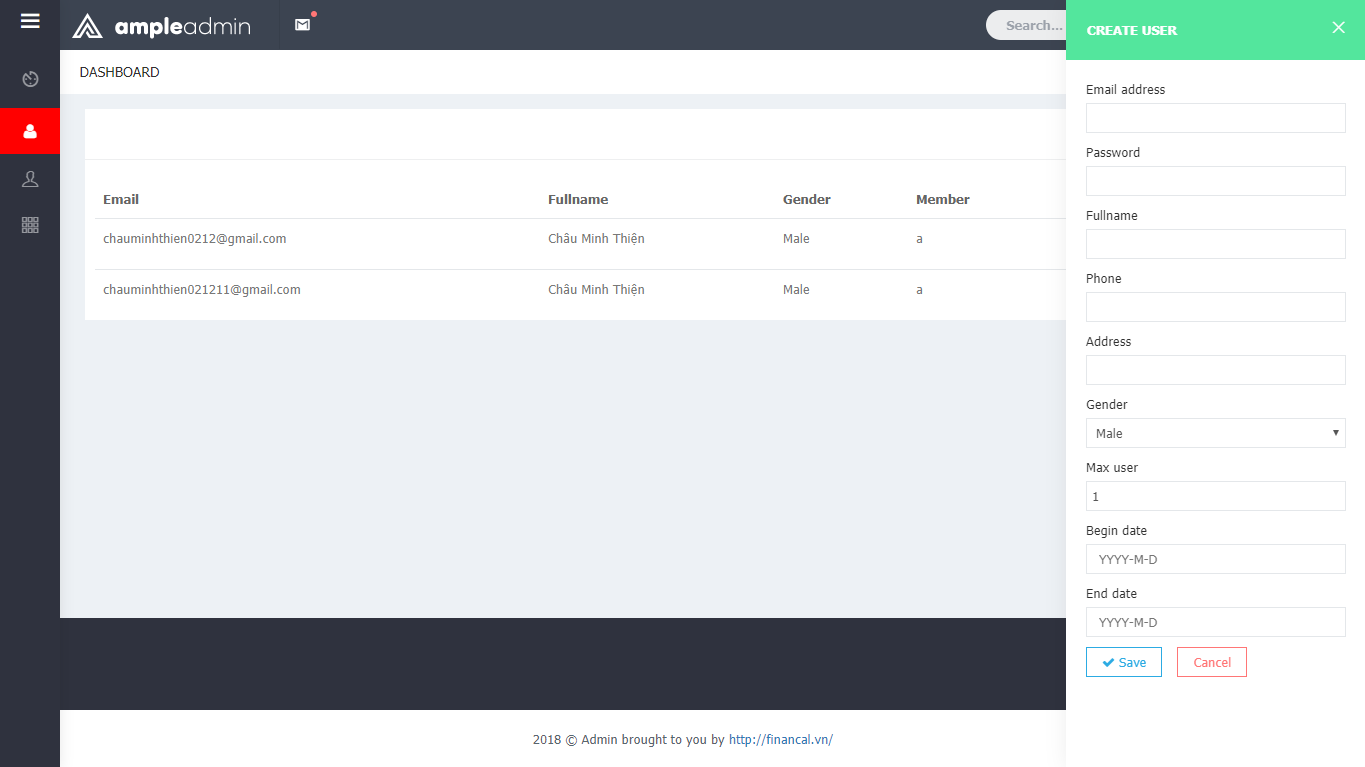 ampleadmin
Search...
DASHBOARD
Email Fullname Gender Member
chauminhthien0212@gmail.com Châu Minh Thiện Male a
chauminhthien021211@gmail.com Châu Minh Thiện Male a
2018 © Admin brought to you by http://financal.vn/
CREATE USER
Email address
Password
Fullname
Phone
Address
Gender
Male
Max user
1
Begin date
YYYY-M-D
End date
YYYY-M-D
Save Cancel